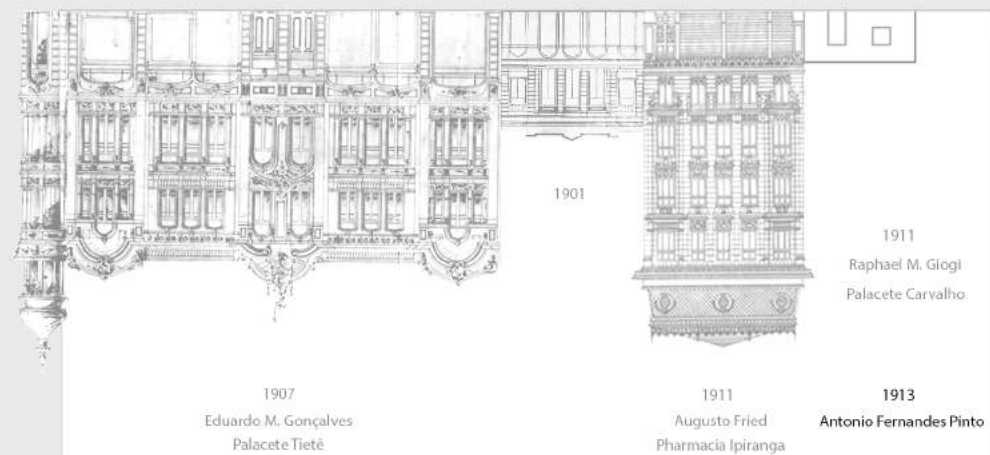 1901
1911
Raphael M. Giogi
Palacete Carvalho
1907
Eduardo M. Gonçalves
Palacete Tietê
1911
Augusto Fried
Pharmacia Ipiranga
1913
Antonio Fernandes Pinto